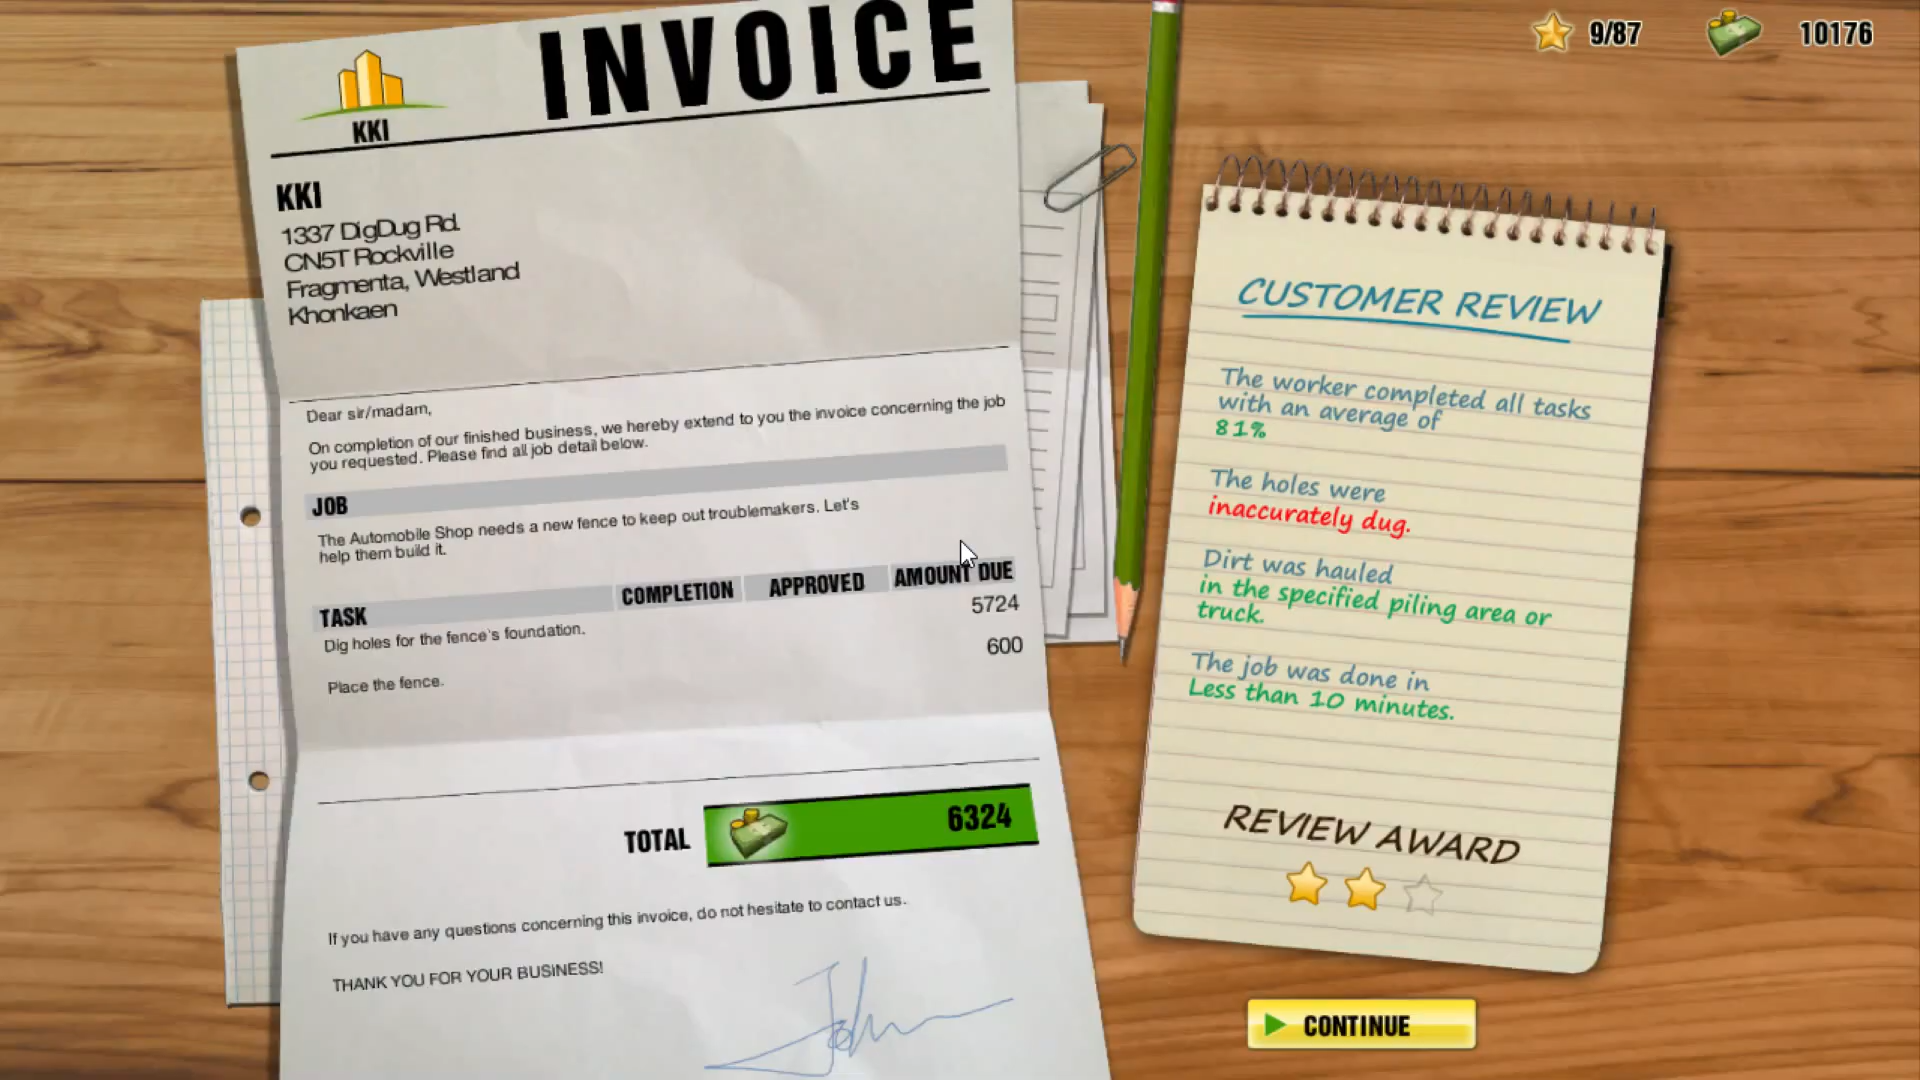 INVOICE
KKI
KKI
1337 DigDug Rd.
CN5T Rockville
Fragmenta, Westland
Khonkaen
Dear sir/madam,
On completion of our finished business, we hereby extend to you the invoice concerning the job
you requested. Please find all job detail below.
JOB
The Automobile Shop needs a new fence to keep out troublemakers. Let's
help them build it.
TASK COMPLETION APPROVED AMOUNT DUE
Dig holes for the fence's foundation. 5724
Place the fence. 600
TOTAL 6324
If you have any questions concerning this invoice, do not hesitate to contact us.
THANK YOU FOR YOUR BUSINESS!
John
9/87 10176
CUSTOMER REVIEW
The worker completed all tasks
with an average of
81%
The holes were
inaccurately dug.
Dirt was hauled
in the specified piling area or
truck.
The job was done in
Less than 10 minutes.
REVIEW AWARD
CONTINUE